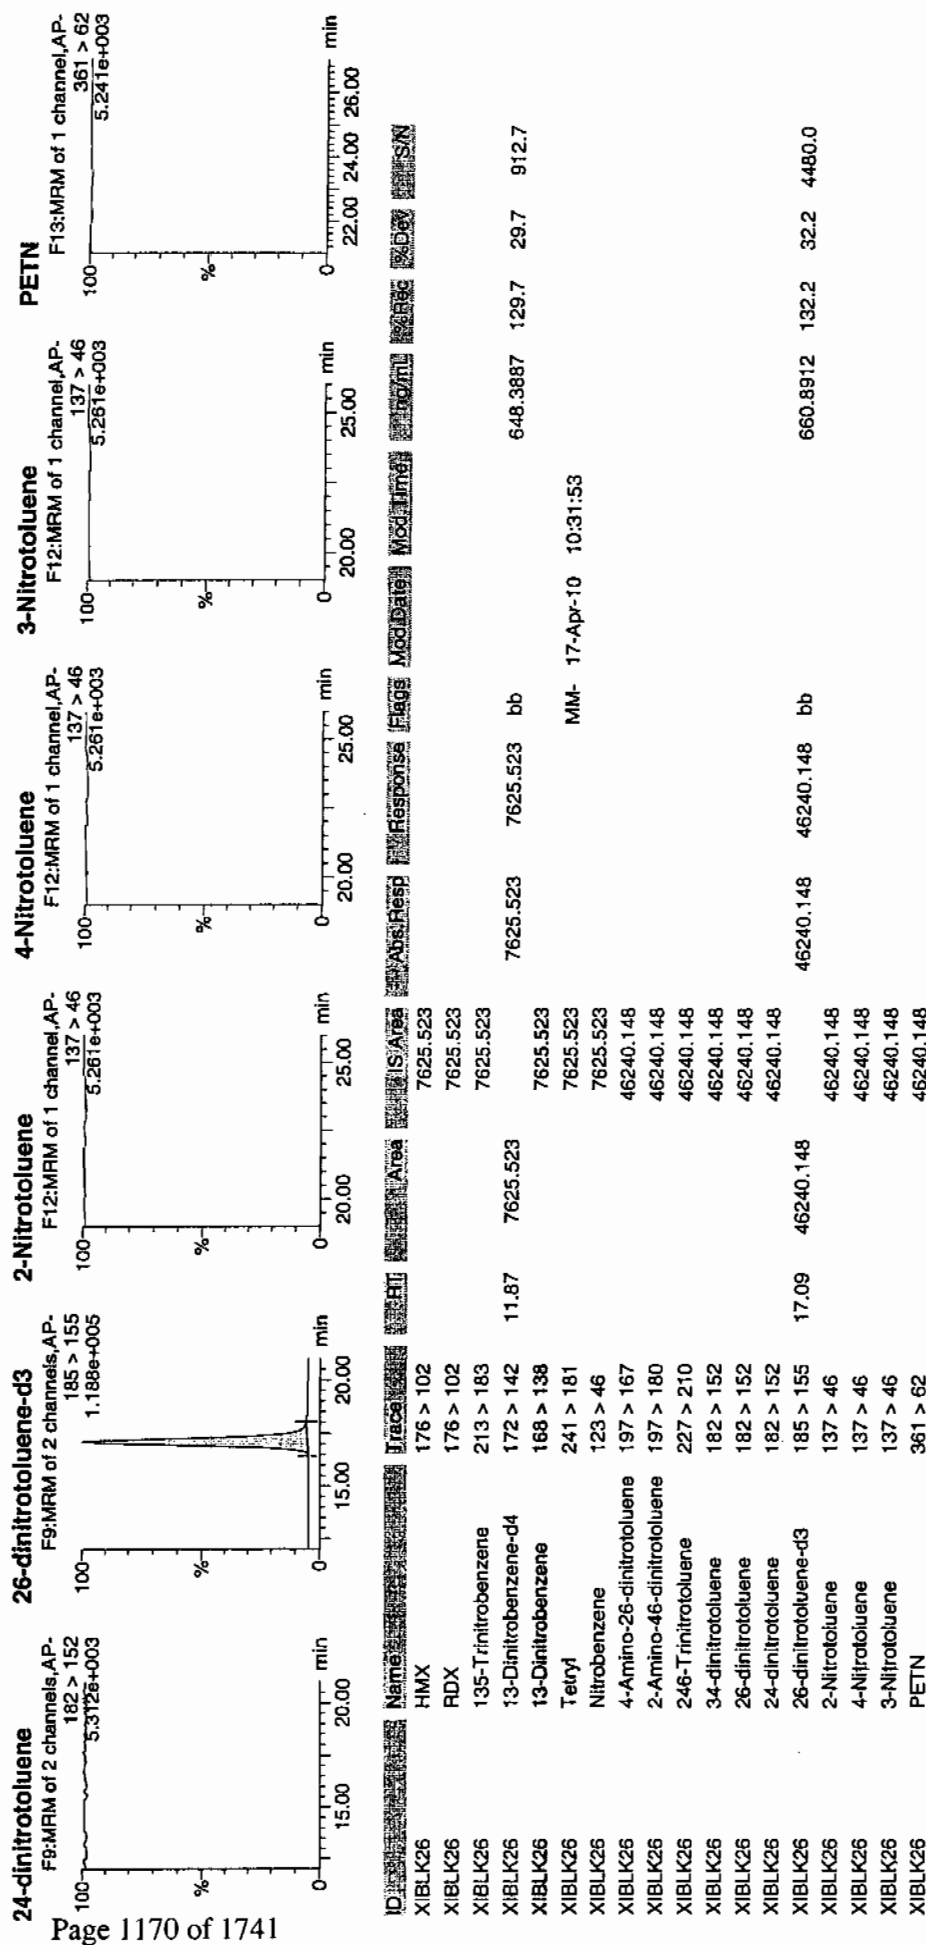 24-dinitrotoluene
F9:MRM of 2 channels,AP-
182 > 152
5.312e+003
100
%
0
15.00 20.00 min
26-dinitrotoluene-d3
F9:MRM of 2 channels,AP-
185 > 155
1.188e+005
100
%
0
15.00 20.00 min
2-Nitrotoluene
F12:MRM of 1 channel,AP-
137 > 46
5.261e+003
100
%
0
20.00 25.00 min
4-Nitrotoluene
F12:MRM of 1 channel,AP-
137 > 46
5.261e+003
100
%
0
20.00 25.00 min
3-Nitrotoluene
F12:MRM of 1 channel,AP-
137 > 46
5.261e+003
100
%
0
20.00 25.00 min
PETN
F13:MRM of 1 channel,AP-
361 > 62
5.241e+003
100
%
0
22.00 24.00 26.00 min
ID Name Trace RT Area IS Area Abs.Resp Response Flags Mod.Date Mod.Time ng/mL %Rec %Dev S/N
XIBLK26 HMX 176 > 102 7625.523
XIBLK26 RDX 176 > 102 7625.523
XIBLK26 135-Trinitrobenzene 213 > 183 7625.523
XIBLK26 13-Dinitrobenzene-d4 172 > 142 11.87 7625.523 7625.523 7625.523 bb 648.3887 129.7 29.7 912.7
XIBLK26 13-Dinitrobenzene 168 > 138 7625.523
XIBLK26 Tetryl 241 > 181 7625.523 MM- 17-Apr-10 10:31:53
XIBLK26 Nitrobenzene 123 > 46 7625.523
XIBLK26 4-Amino-26-dinitrotoluene 197 > 167 46240.148
XIBLK26 2-Amino-46-dinitrotoluene 197 > 180 46240.148
XIBLK26 246-Trinitrotoluene 227 > 210 46240.148
XIBLK26 34-dinitrotoluene 182 > 152 46240.148
XIBLK26 26-dinitrotoluene 182 > 152 46240.148
XIBLK26 24-dinitrotoluene 182 > 152 46240.148
XIBLK26 26-dinitrotoluene-d3 185 > 155 17.09 46240.148 46240.148 46240.148 bb 660.8912 132.2 32.2 4480.0
XIBLK26 2-Nitrotoluene 137 > 46 46240.148
XIBLK26 4-Nitrotoluene 137 > 46 46240.148
XIBLK26 3-Nitrotoluene 137 > 46 46240.148
XIBLK26 PETN 361 > 62 46240.148
Page 1170 of 1741